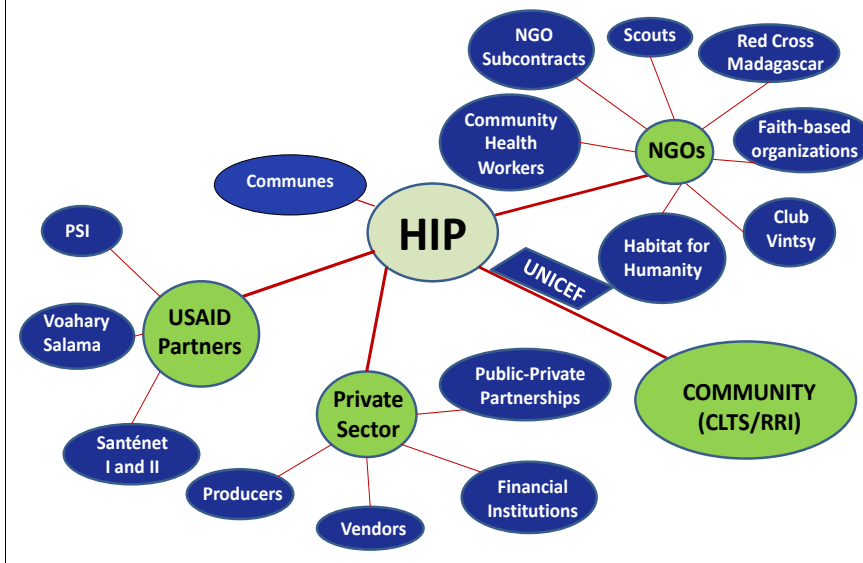 NGO
Subcontracts
Scouts
Red Cross
Madagascar
Community
Health
Workers
NGOs
Faith-based
organizations
Communes
HIP
Club
Vintsy
Habitat for
Humanity
UNICEF
PSI
USAID
Partners
Voahary
Salama
Santénet
I and II
Private
Sector
Public-Private
Partnerships
Producers
Vendors
Financial
Institutions
COMMUNITY
(CLTS/RRI)